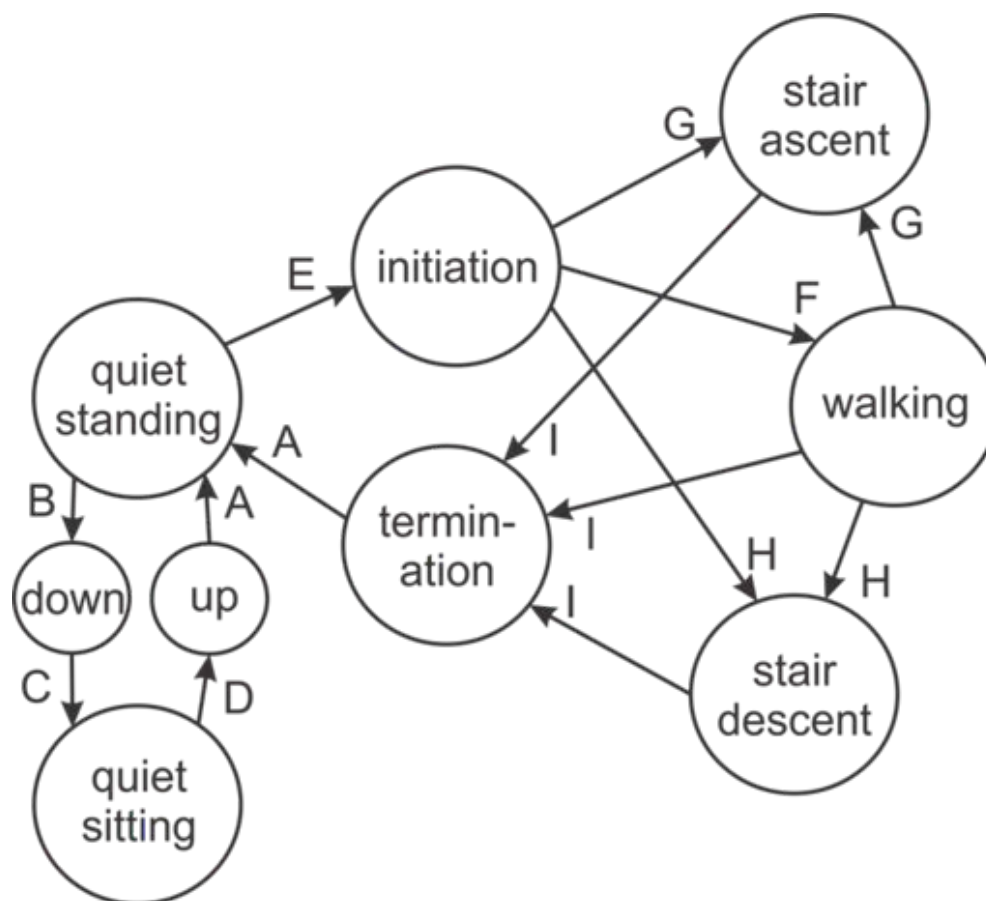 stair
ascent
G
initiation
G
E
F
quiet
standing
walking
A
I
B
A
termin-
ation
I
H
H
down
up
I
C
D
stair
descent
quiet
sitting